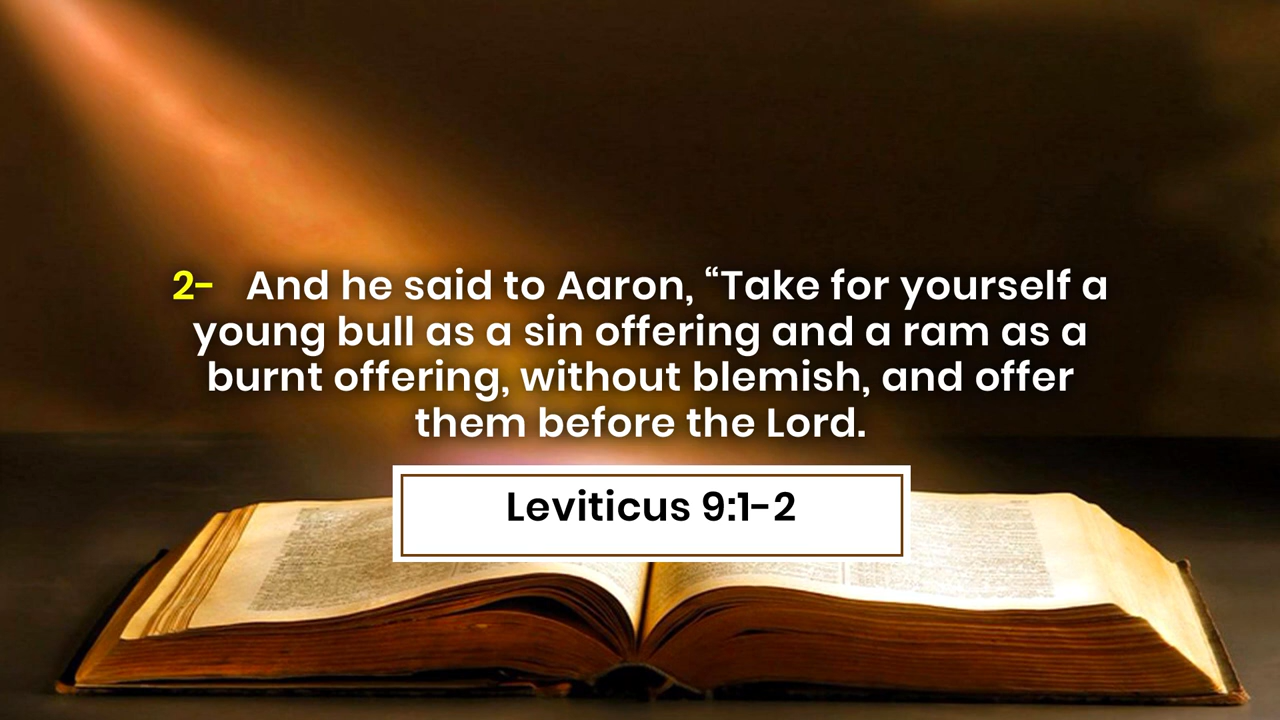 2- And he said to Aaron, “Take for yourself a
young bull as a sin offering and a ram as a
burnt offering, without blemish, and offer
them before the Lord.
Leviticus 9:1-2